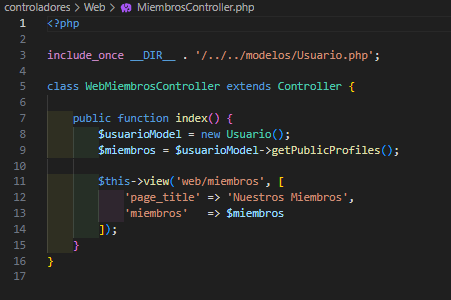 controladores > Web > MiembrosController.php
1 <?php
2
3 include_once __DIR__ . '/../../modelos/Usuario.php';
4
5 class WebMiembrosController extends Controller {
6
7     public function index() {
8         $usuarioModel = new Usuario();
9         $miembros = $usuarioModel->getPublicProfiles();
10
11         $this->view('web/miembros', [
12             'page_title' => 'Nuestros Miembros',
13             'miembros'   => $miembros
14         ]);
15     }
16 }
17